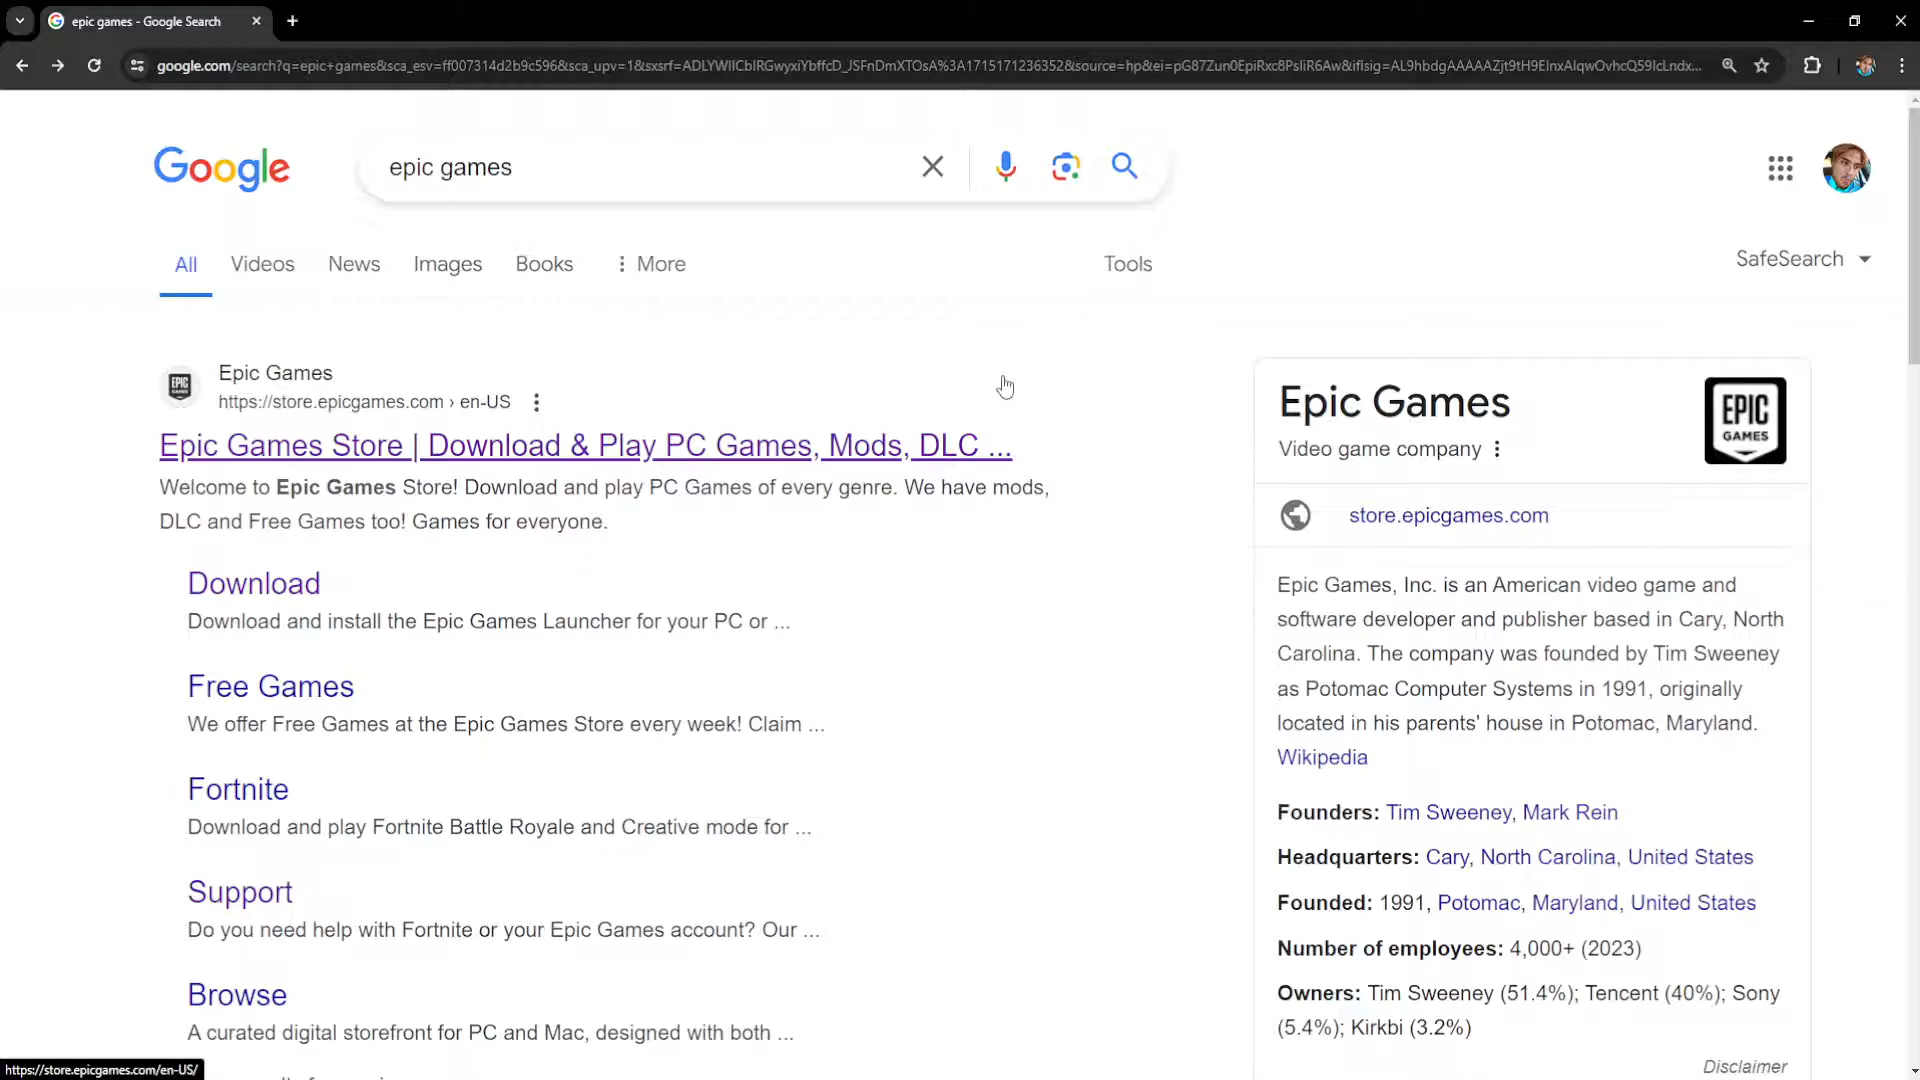 epic games - Google Search
google.com/search?q=epic+games&sca_esv=ff007314d2b9c596&sca_upv=1&sxsrf=
Google
epic games
All
Videos
News
Images
Books
More
Tools
SafeSearch
EPIC
GAMES
Epic Games
https://store.epicgames.com › en-US
Epic Games Store | Download & Play PC Games, Mods, DLC ...
Welcome to Epic Games Store! Download and play PC Games of every genre. We have mods,
DLC and Free Games too! Games for everyone.
Download
Download and install the Epic Games Launcher for your PC or ...
Free Games
We offer Free Games at the Epic Games Store every week! Claim ...
Fortnite
Download and play Fortnite Battle Royale and Creative mode for ...
Support
Do you need help with Fortnite or your Epic Games account? Our ...
Browse
A curated digital storefront for PC and Mac, designed with both ...
Epic Games
Video game company
EPIC
GAMES
store.epicgames.com
Epic Games, Inc. is an American video game and
software developer and publisher based in Cary, North
Carolina. The company was founded by Tim Sweeney
as Potomac Computer Systems in 1991, originally
located in his parents' house in Potomac, Maryland.
Wikipedia
Founders: Tim Sweeney, Mark Rein
Headquarters: Cary, North Carolina, United States
Founded: 1991, Potomac, Maryland, United States
Number of employees: 4,000+ (2023)
Owners: Tim Sweeney (51.4%); Tencent (40%); Sony
(5.4%); Kirkbi (3.2%)
Disclaimer
https://store.epicgames.com/en-US/